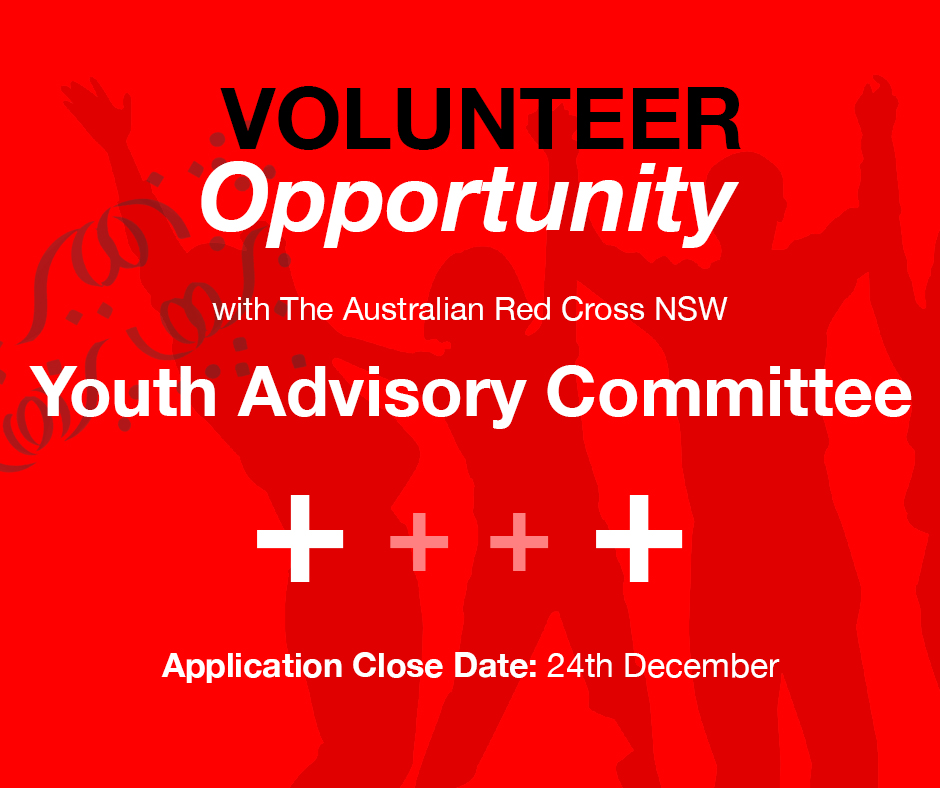 VOLUNTEER
Opportunity
with The Australian Red Cross NSW
Youth Advisory Committee
Application Close Date: 24th December